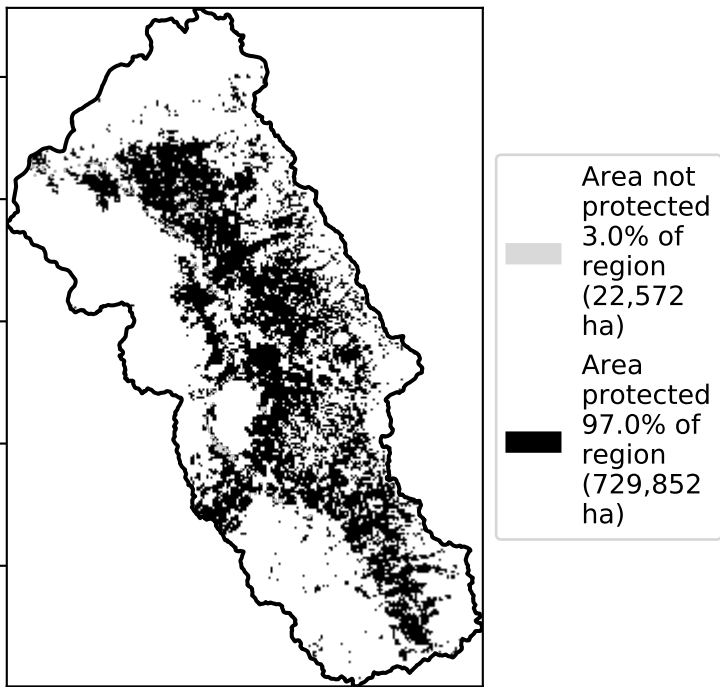 Area not
protected
3.0% of
region
(22,572
ha)
Area
protected
97.0% of
region
(729,852
ha)